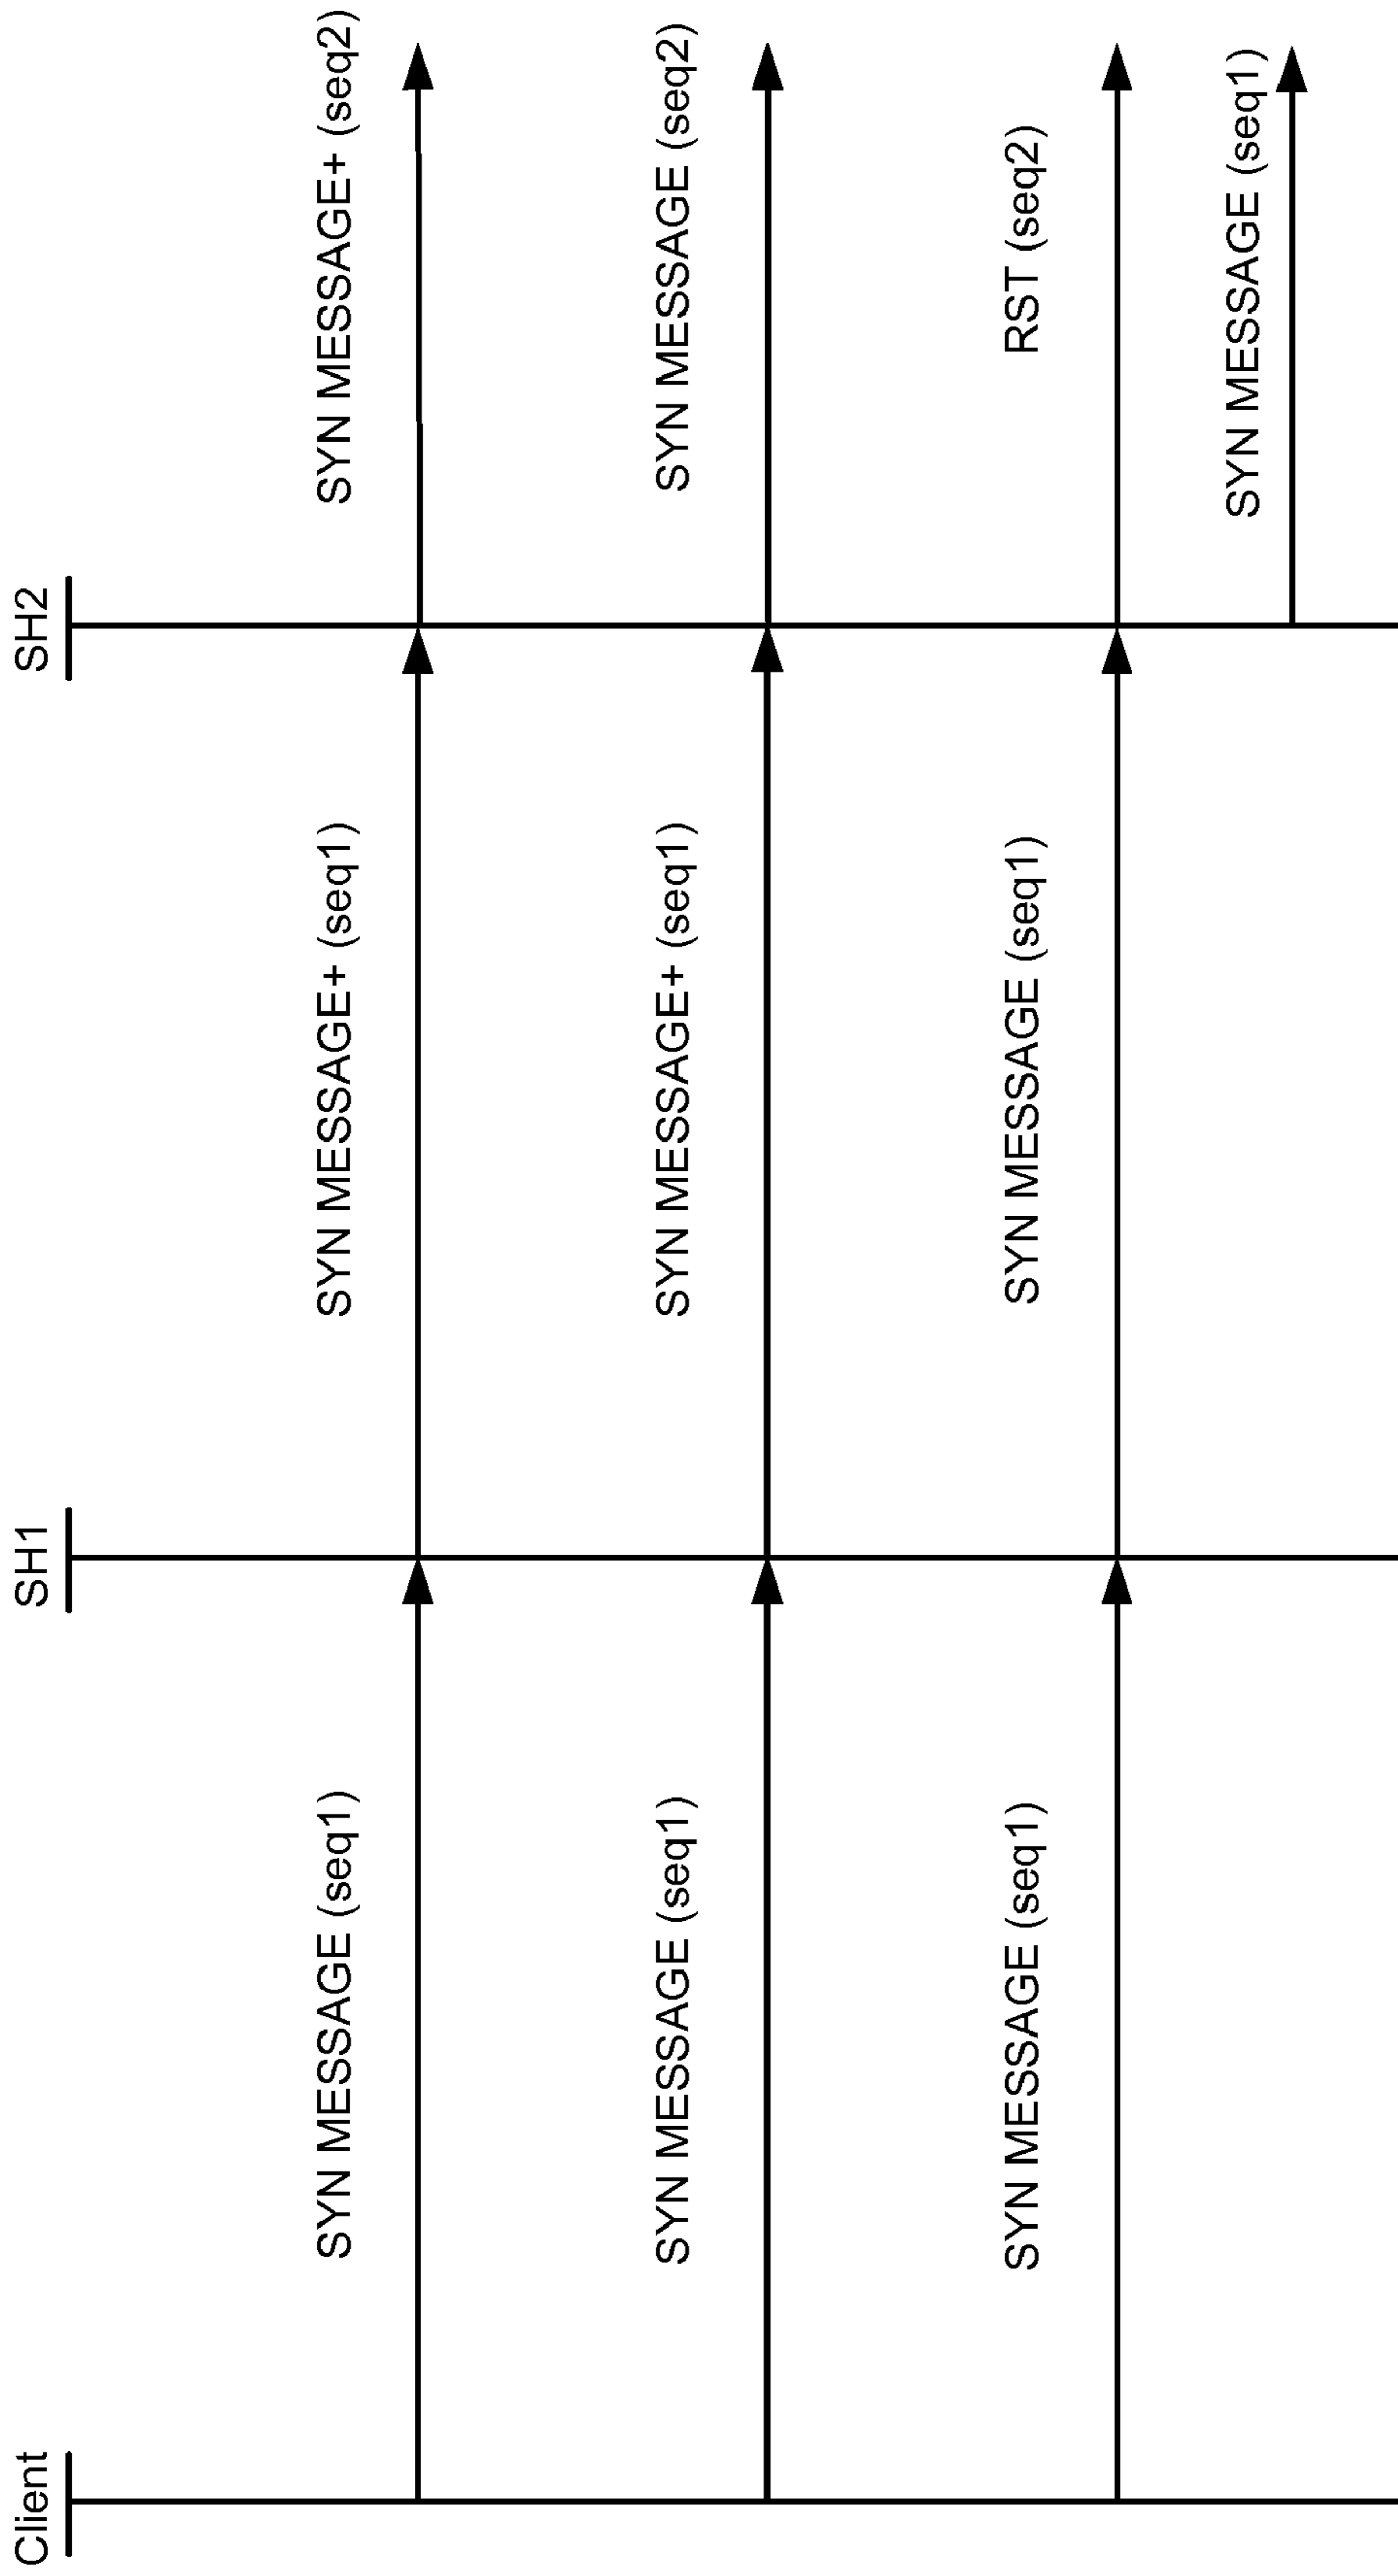 Client
SH1
SH2
SYN MESSAGE (seq1)
SYN MESSAGE+ (seq1)
SYN MESSAGE+ (seq2)
SYN MESSAGE (seq1)
SYN MESSAGE+ (seq1)
SYN MESSAGE (seq2)
SYN MESSAGE (seq1)
SYN MESSAGE (seq1)
RST (seq2)
SYN MESSAGE (seq1)